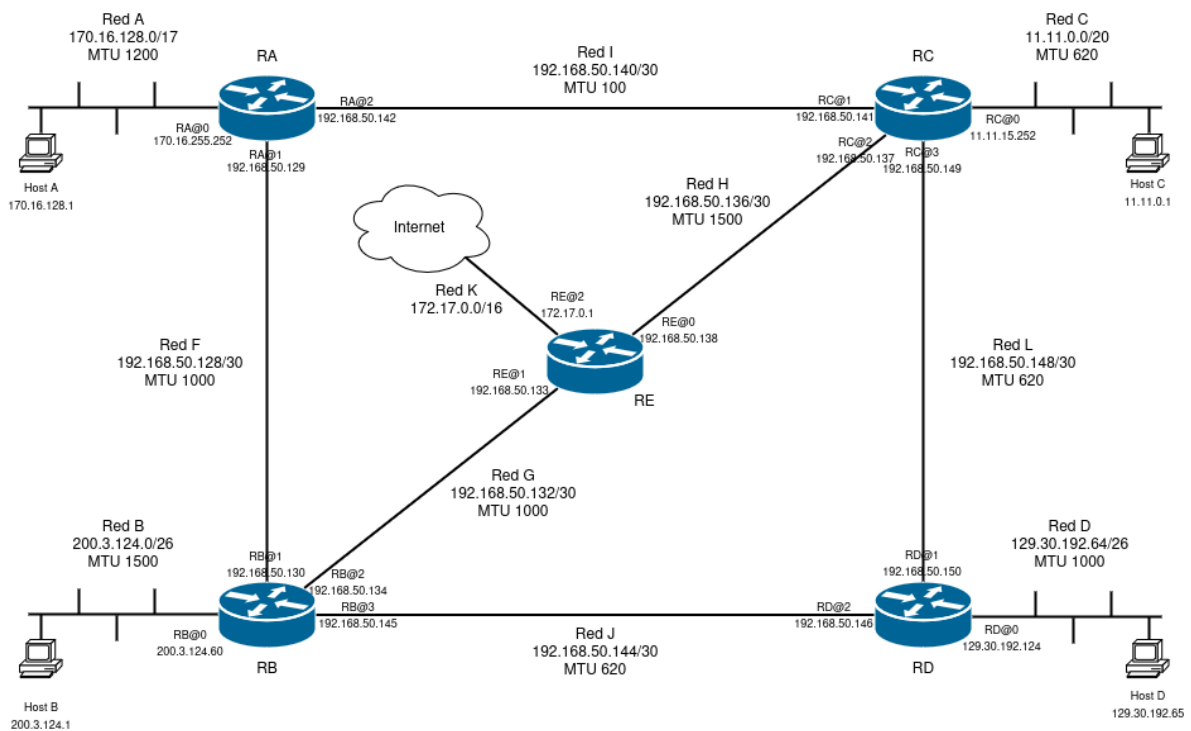 Red A
170.16.128.0/17
MTU 1200
RA
Red I
192.168.50.140/30
MTU 100
RC
Red C
11.11.0.0/20
MTU 620
RA@2
192.168.50.142
RC@1
192.168.50.141
RA@0
170.16.255.252
RC@0
11.11.15.252
RA@1
192.168.50.129
RC@2
192.168.50.137
RC@3
192.168.50.149
Host A
170.16.128.1
Host C
11.11.0.1
Red H
192.168.50.136/30
MTU 1500
Internet
Red K
172.17.0.0/16
RE@2
172.17.0.1
RE@0
192.168.50.138
Red F
192.168.50.128/30
MTU 1000
RE@1
192.168.50.133
RE
Red L
192.168.50.148/30
MTU 620
Red G
192.168.50.132/30
MTU 1000
Red B
200.3.124.0/26
MTU 1500
Red D
129.30.192.64/26
MTU 1000
RB@1
192.168.50.130
RB@2
192.168.50.134
RB@3
192.168.50.145
RD@1
192.168.50.150
RD@2
192.168.50.146
RB@0
200.3.124.60
RD@0
129.30.192.124
RB
Red J
192.168.50.144/30
MTU 620
RD
Host B
200.3.124.1
Host D
129.30.192.65